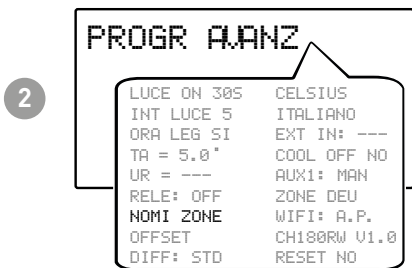 PROGR AVANZ
2
LUCE ON 30S
INT LUCE 5
ORA LEG SI
TA = 5.0°
UR = ---
RELE: OFF
NOMI ZONE
OFFSET
DIFF: STD
CELSIUS
ITALIANO
EXT IN: ---
COOL OFF NO
AUX1: MAN
ZONE DEU
WIFI: A.P.
CH180RW V1.0
RESET NO